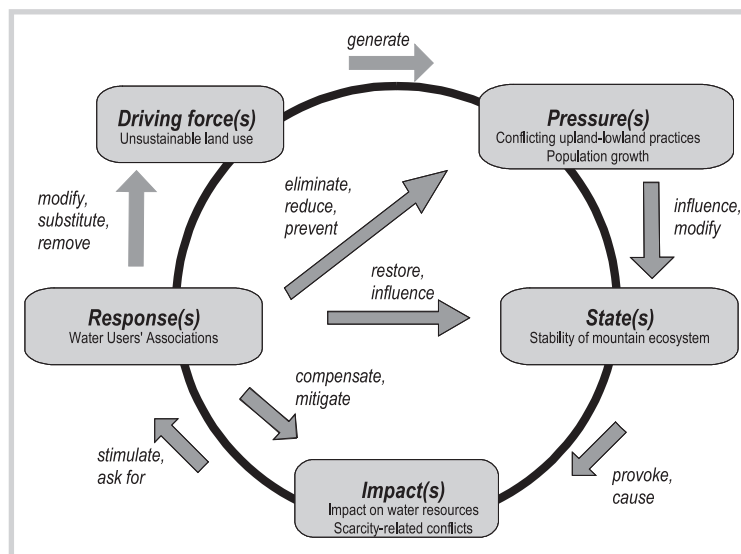 generate
Driving force(s)
Unsustainable land use
Pressure(s)
Conflicting upland-lowland practices
Population growth
modify,
substitute,
remove
eliminate,
reduce,
prevent
influence,
modify
restore,
influence
Response(s)
Water Users' Associations
State(s)
Stability of mountain ecosystem
compensate,
mitigate
stimulate,
ask for
provoke,
cause
Impact(s)
Impact on water resources
Scarcity-related conflicts